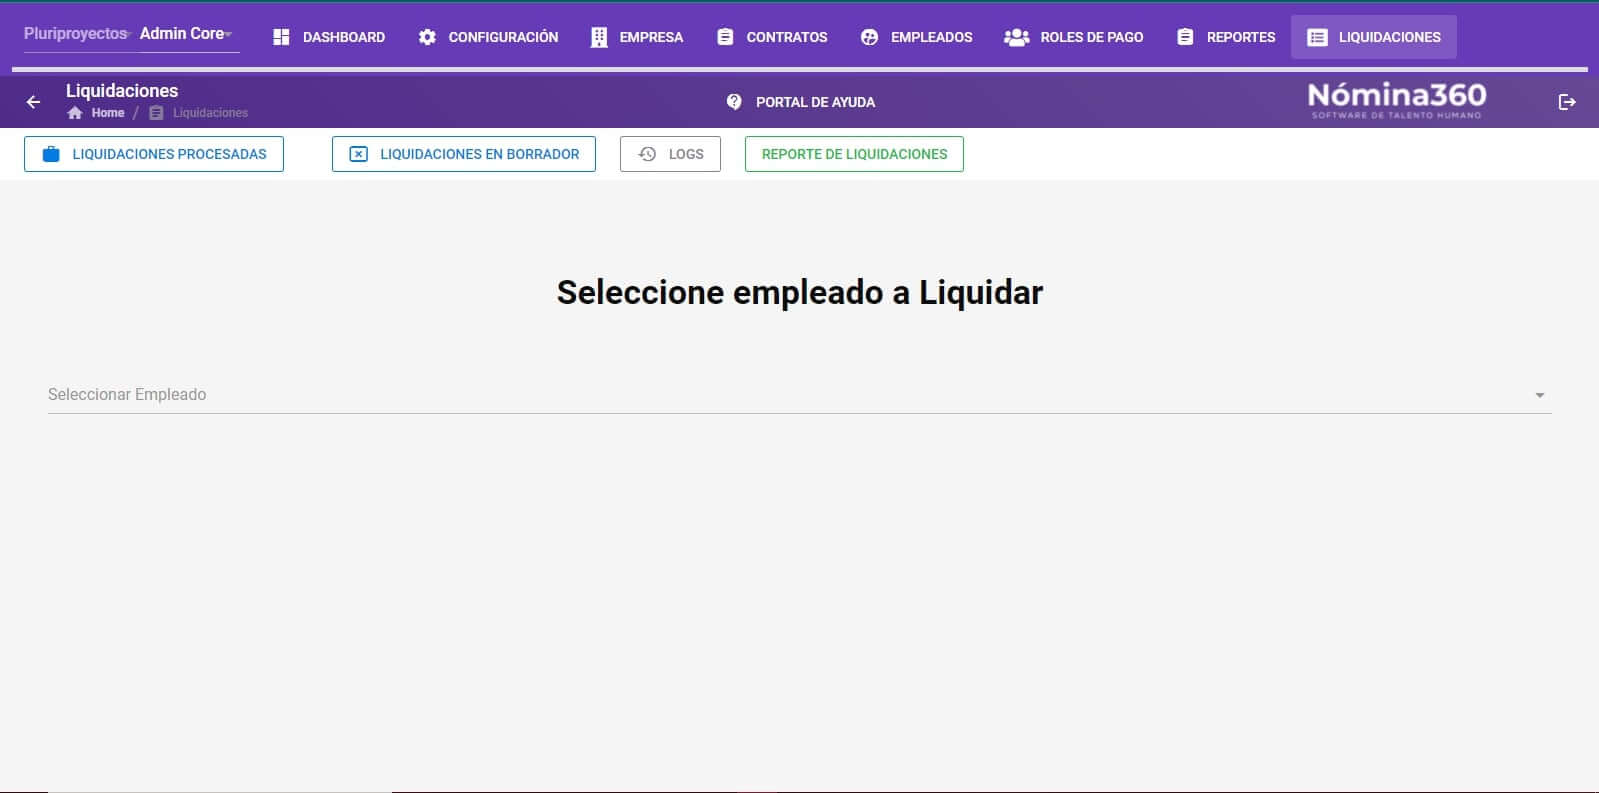 Pluriproyectos Admin Core DASHBOARD CONFIGURACIÓN EMPRESA CONTRATOS EMPLEADOS ROLES DE PAGO REPORTES LIQUIDACIONES
Liquidaciones
Home / Liquidaciones
PORTAL DE AYUDA
Nómina360
SOFTWARE DE TALENTO HUMANO
LIQUIDACIONES PROCESADAS LIQUIDACIONES EN BORRADOR LOGS REPORTE DE LIQUIDACIONES
Seleccione empleado a Liquidar
Seleccionar Empleado